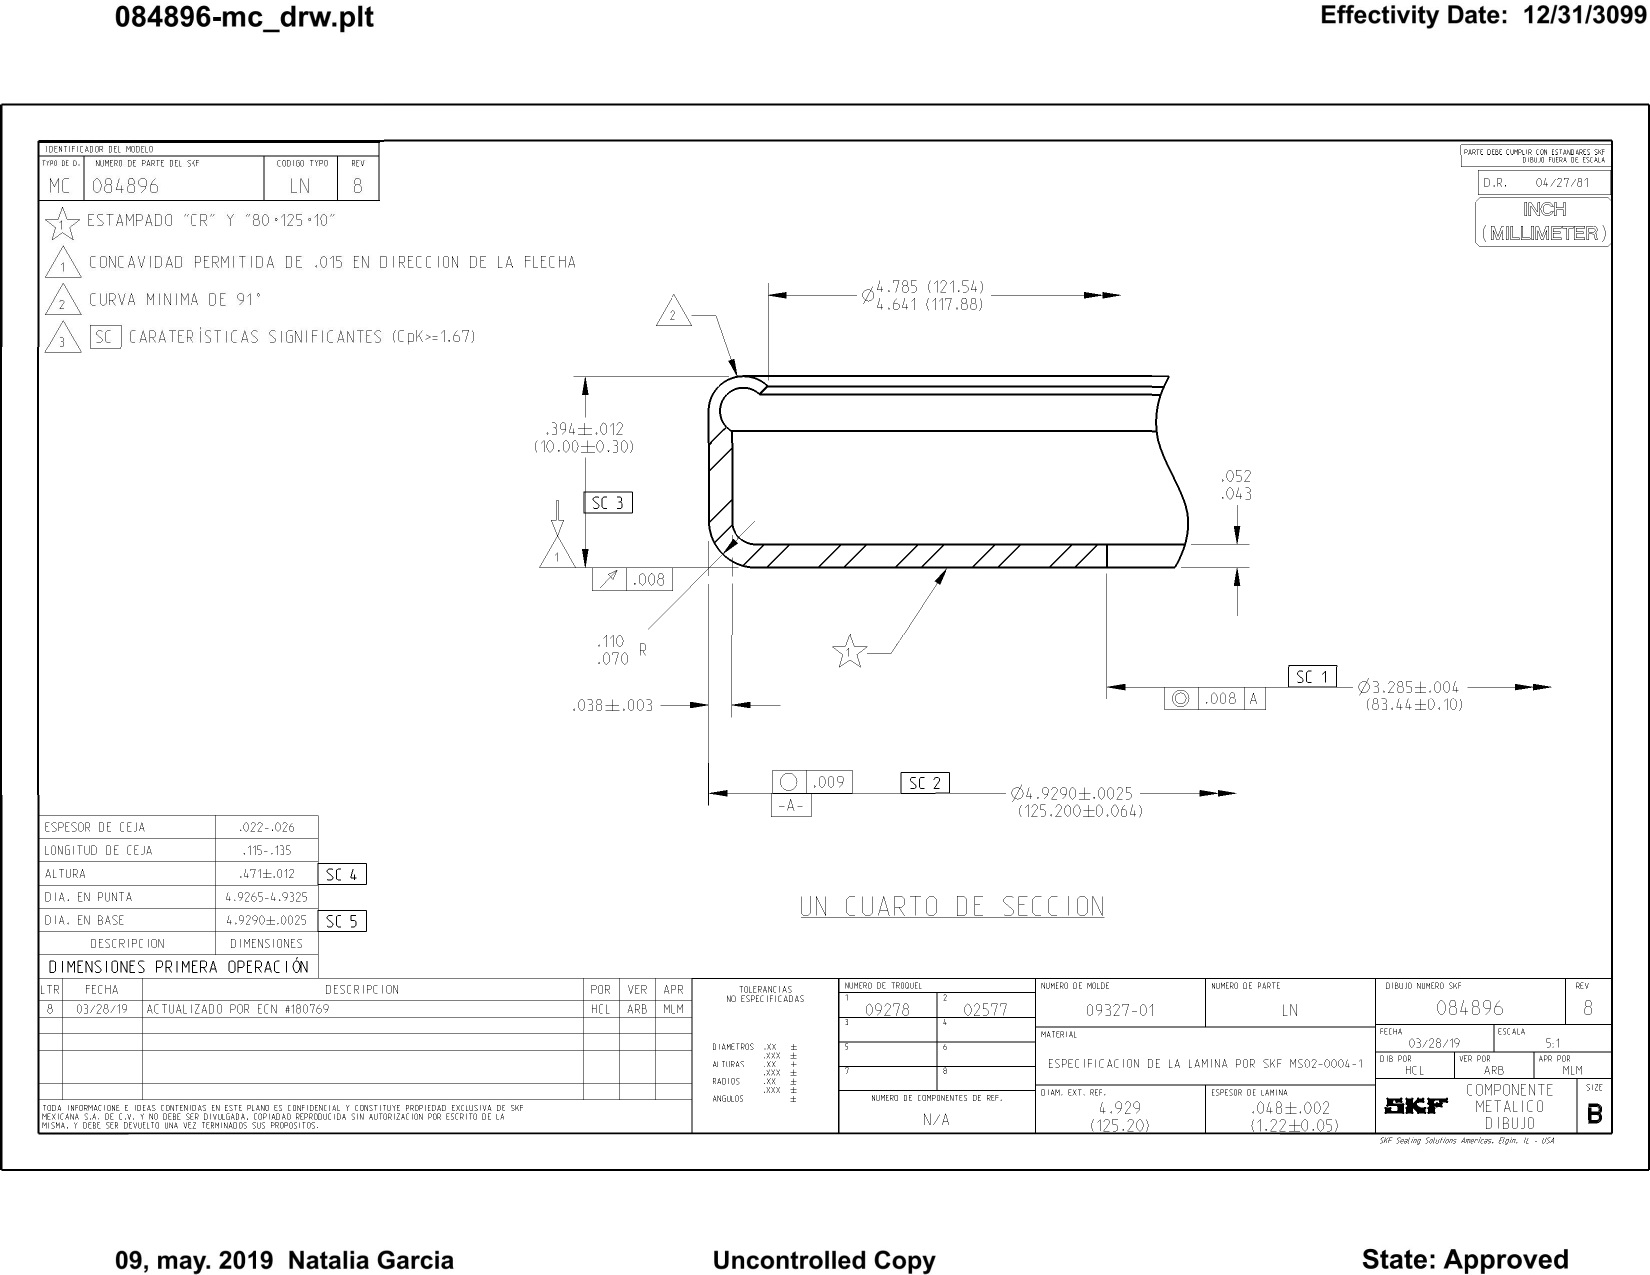 084896-mc_drw.plt
Effectivity Date: 12/31/3099
IDENTIFICADOR DEL MODELO
TYPO DE D. NUMERO DE PARTE DEL SKF CODIGO TYPO REV
MC 084896 LN 8
PARTE DEBE CUMPLIR CON ESTANDARES SKF
DIBUJO FUERA DE ESCALA
D.R. 04/27/81
INCH
(MILLIMETER)
1 ESTAMPADO "CR" Y "80•125•10"
1 CONCAVIDAD PERMITIDA DE .015 EN DIRECCION DE LA FLECHA
2 CURVA MINIMA DE 91°
3 SC CARATERÍSTICAS SIGNIFICANTES (CpK>=1.67)
Ø4.785 (121.54)
4.641 (117.88)
2
.394±.012
(10.00±0.30)
SC 3
1
.008
.052
.043
.110
.070 R
1
.038±.003
SC 1
Ø3.285±.004
(83.44±0.10)
◎ .008 A
○ .009
-A-
SC 2
Ø4.9290±.0025
(125.200±0.064)
UN CUARTO DE SECCION
ESPESOR DE CEJA .022-.026
LONGITUD DE CEJA .115-.135
ALTURA .471±.012 SC 4
DIA. EN PUNTA 4.9265-4.9325
DIA. EN BASE 4.9290±.0025 SC 5
DESCRIPCION DIMENSIONES
DIMENSIONES PRIMERA OPERACIÓN
LTR FECHA DESCRIPCION POR VER APR
8 03/28/19 ACTUALIZADO POR ECN #180769 HCL ARB MLM
TODA INFORMACIONE E IDEAS CONTENIDAS EN ESTE PLANO ES CONFIDENCIAL Y CONSTITUYE PROPIEDAD EXCLUSIVA DE SKF
MEXICANA S.A. DE C.V. Y NO DEBE SER DIVULGADA, COPIADAD REPRODUCIDA SIN AUTORIZACION POR ESCRITO DE LA
MISMA, Y DEBE SER DEVUELTO UNA VEZ TERMINADOS SUS PROPOSITOS.
TOLERANCIAS
NO ESPECIFICADAS
DIAMETROS .XX ±
.XXX ±
ALTURAS .XX ±
.XXX ±
RADIOS .XX ±
.XXX ±
ANGULOS ±
NUMERO DE TROQUEL
1 09278 2 02577
3 4
5 6
7 8
NUMERO DE COMPONENTES DE REF.
N/A
NUMERO DE MOLDE
09327-01
NUMERO DE PARTE
LN
MATERIAL
ESPECIFICACION DE LA LAMINA POR SKF MS02-0004-1
DIAM. EXT. REF.
4.929
(125.20)
ESPESOR DE LAMINA
.048±.002
(1.22±0.05)
DIBUJO NUMERO SKF REV
084896 8
FECHA ESCALA
03/28/19 5:1
DIB POR VER POR APR POR
HCL ARB MLM
SKF
COMPONENTE
METALICO
DIBUJO
SIZE
B
SKF Sealing Solutions Americas. Elgin, IL - USA
09, may. 2019 Natalia Garcia
Uncontrolled Copy
State: Approved